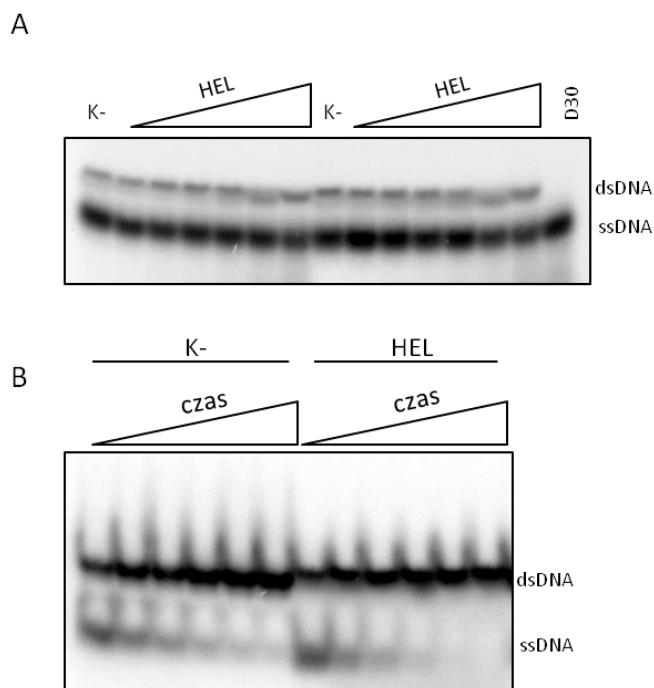 A
HEL
HEL
K-
K-
D30
dsDNA
ssDNA
K-
HEL
B
czas
czas
dsDNA
ssDNA